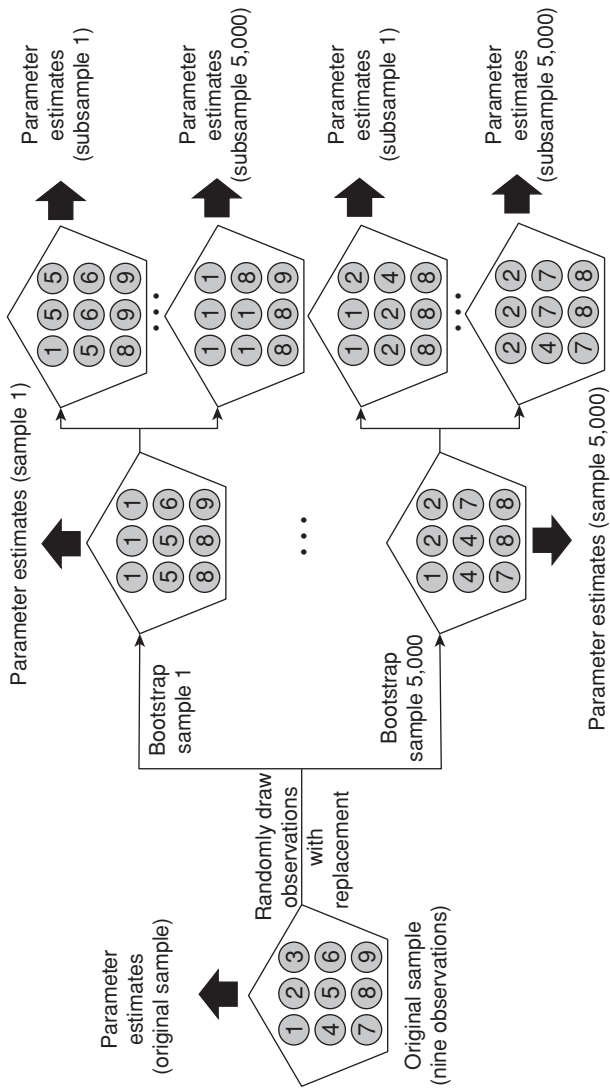 Parameter
estimates
(original sample)
1 2 3
4 5 6
7 8 9
Original sample
(nine observations)
Randomly draw
observations
with
replacement
Parameter estimates (sample 1)
Bootstrap
sample 1
1 1 1
5 5 6
8 8 9
...
Bootstrap
sample 5,000
1 2 2
4 4 7
7 8 8
Parameter estimates (sample 5,000)
1 5 5
5 6 6
8 9 9
Parameter
estimates
(subsample 1)
...
1 1 1
1 1 8
8 8 9
Parameter
estimates
(subsample 5,000)
1 1 2
2 2 4
8 8 8
Parameter
estimates
(subsample 1)
...
2 2 2
4 7 7
7 8 8
Parameter
estimates
(subsample 5,000)